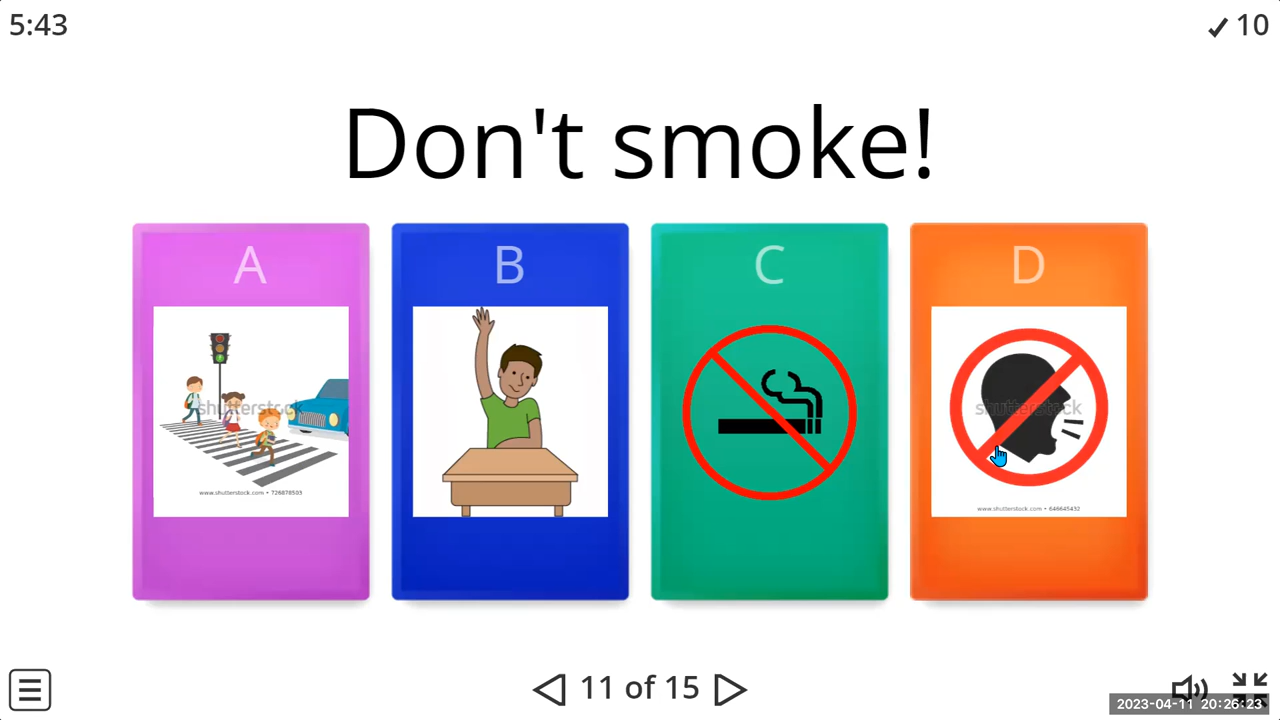 5:43
✓ 10
Don't smoke!
A
B
C
D
shutterstock
shutterstock
www.shutterstock.com • 726878503
www.shutterstock.com • 646645432
11 of 15
2023-04-11 20:26:23